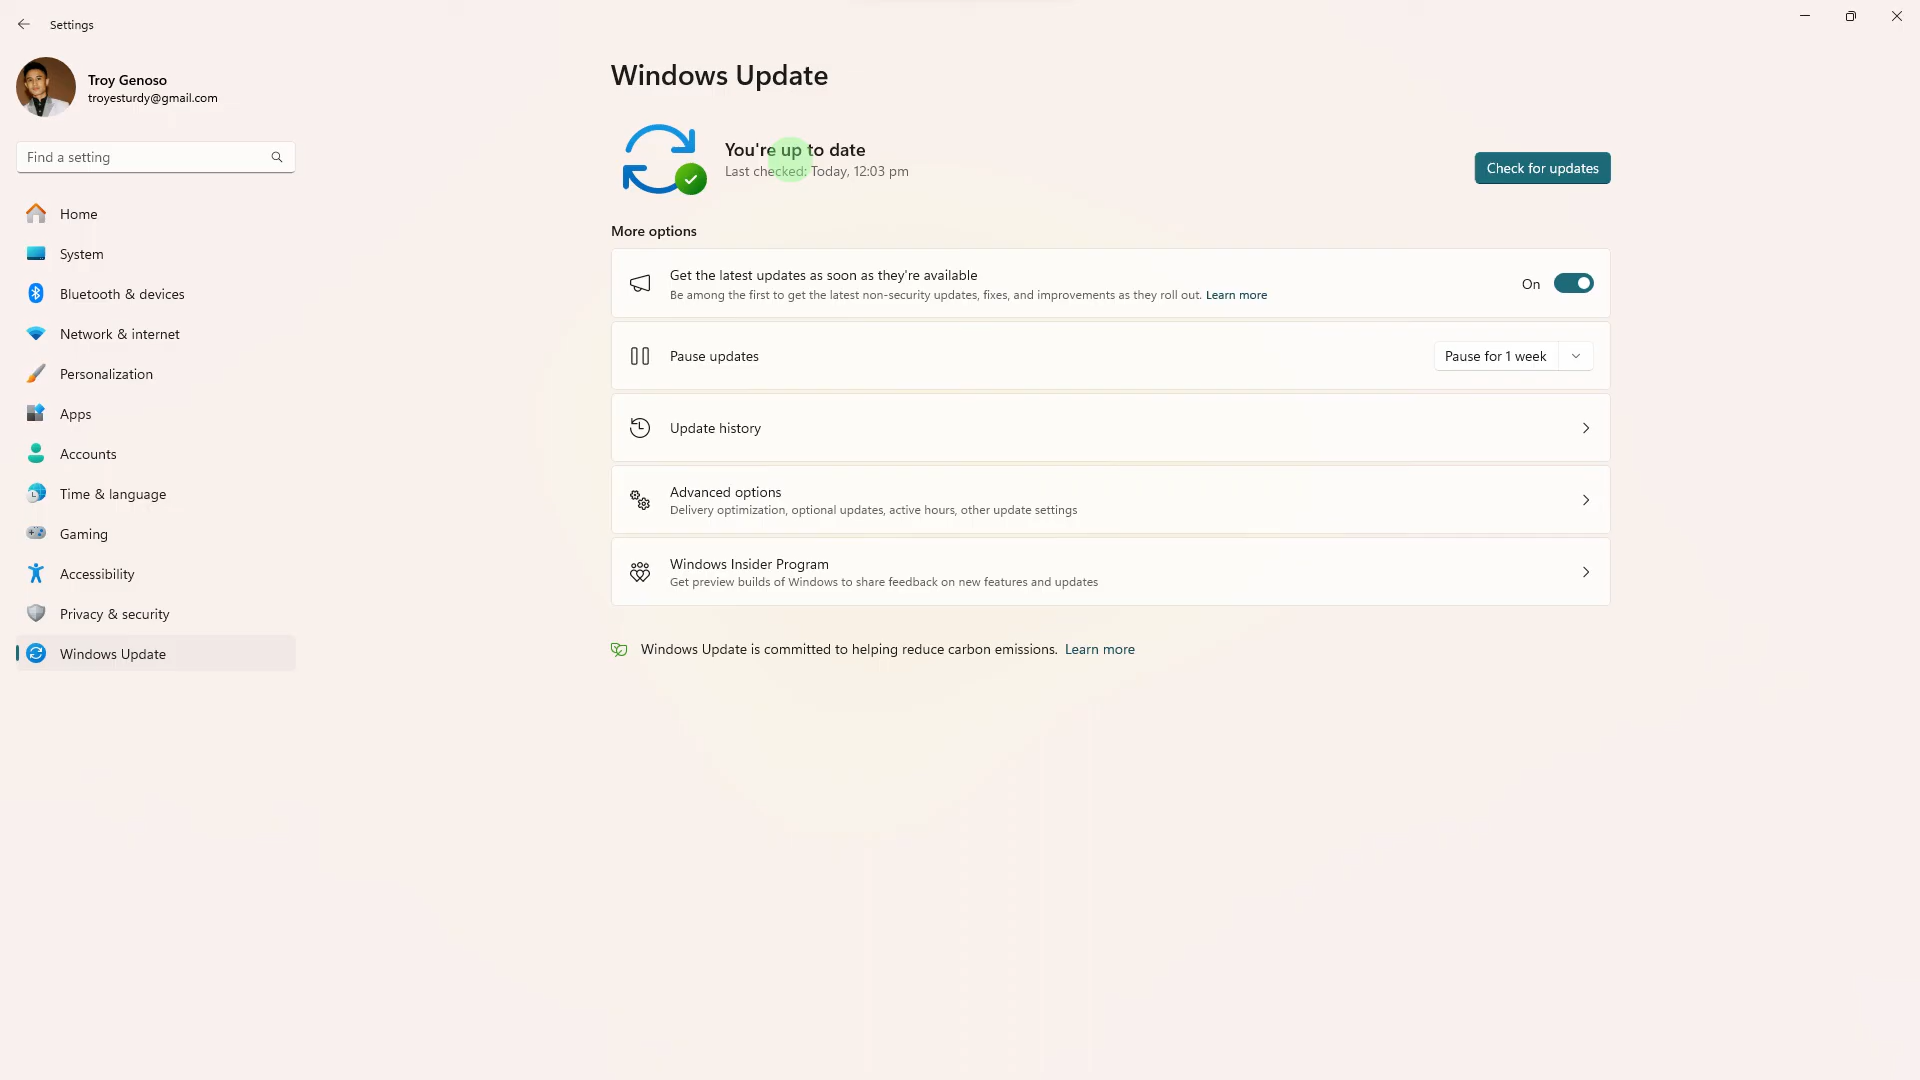 Settings
Troy Genoso
troyesturdy@gmail.com
Find a setting
Home
System
Bluetooth & devices
Network & internet
Personalization
Apps
Accounts
Time & language
Gaming
Accessibility
Privacy & security
Windows Update
Windows Update
You're up to date
Last checked: Today, 12:03 pm
Check for updates
More options
Get the latest updates as soon as they're available
Be among the first to get the latest non-security updates, fixes, and improvements as they roll out. Learn more
On
Pause updates
Pause for 1 week
Update history
Advanced options
Delivery optimization, optional updates, active hours, other update settings
Windows Insider Program
Get preview builds of Windows to share feedback on new features and updates
Windows Update is committed to helping reduce carbon emissions. Learn more